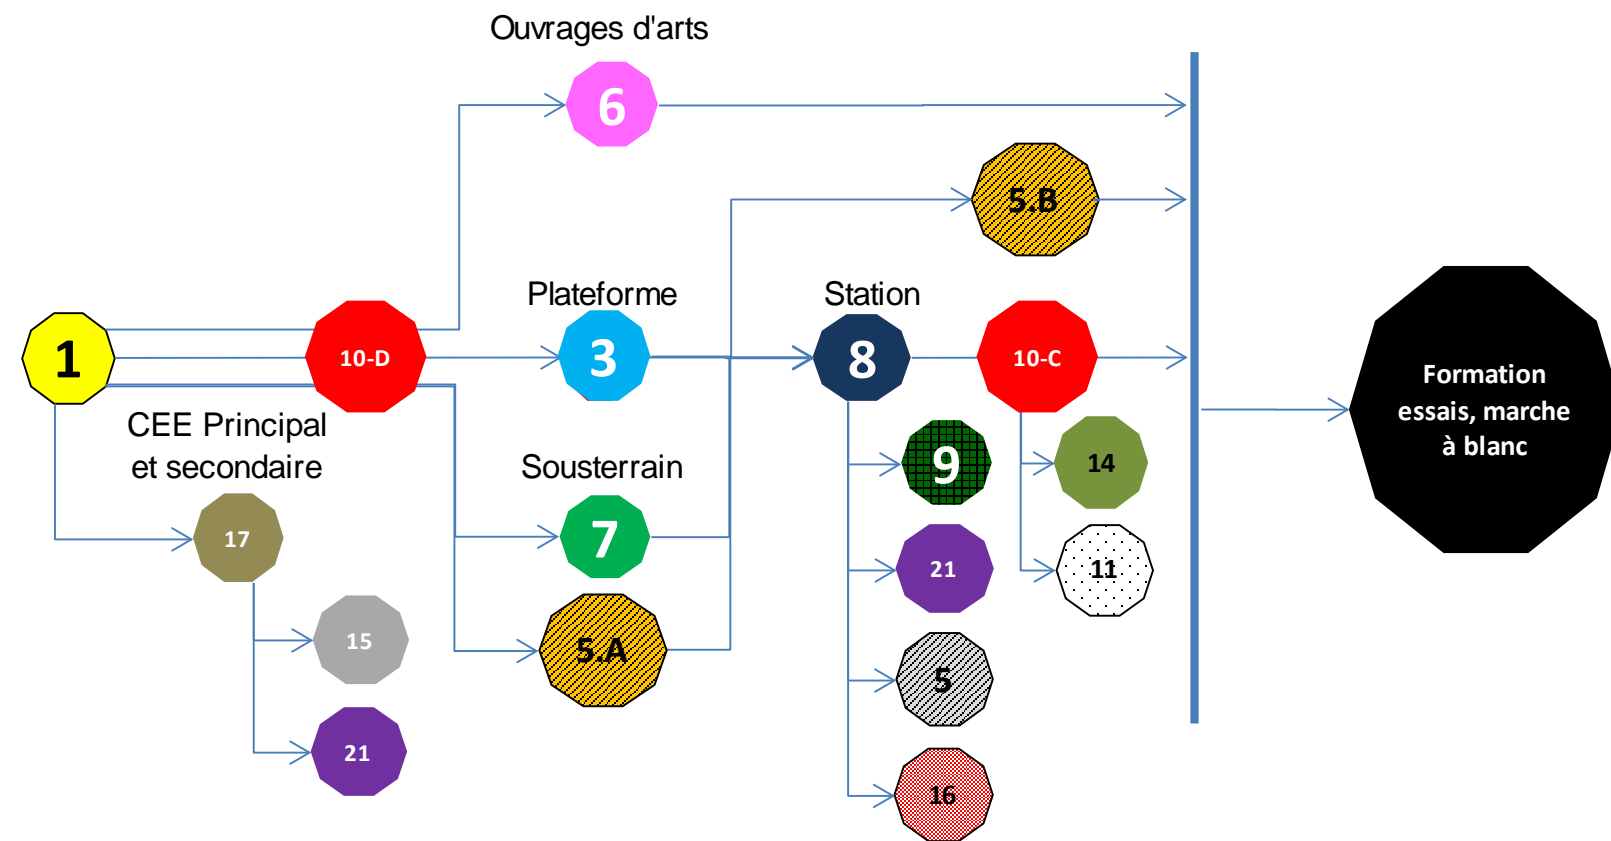 Ouvrages d'arts
6
5.B
Plateforme
Station
1
10-D
3
8
10-C
Formation
essais, marche
à blanc
CEE Principal
et secondaire
Sousterrain
9
14
17
7
21
11
15
5.A
5
21
16